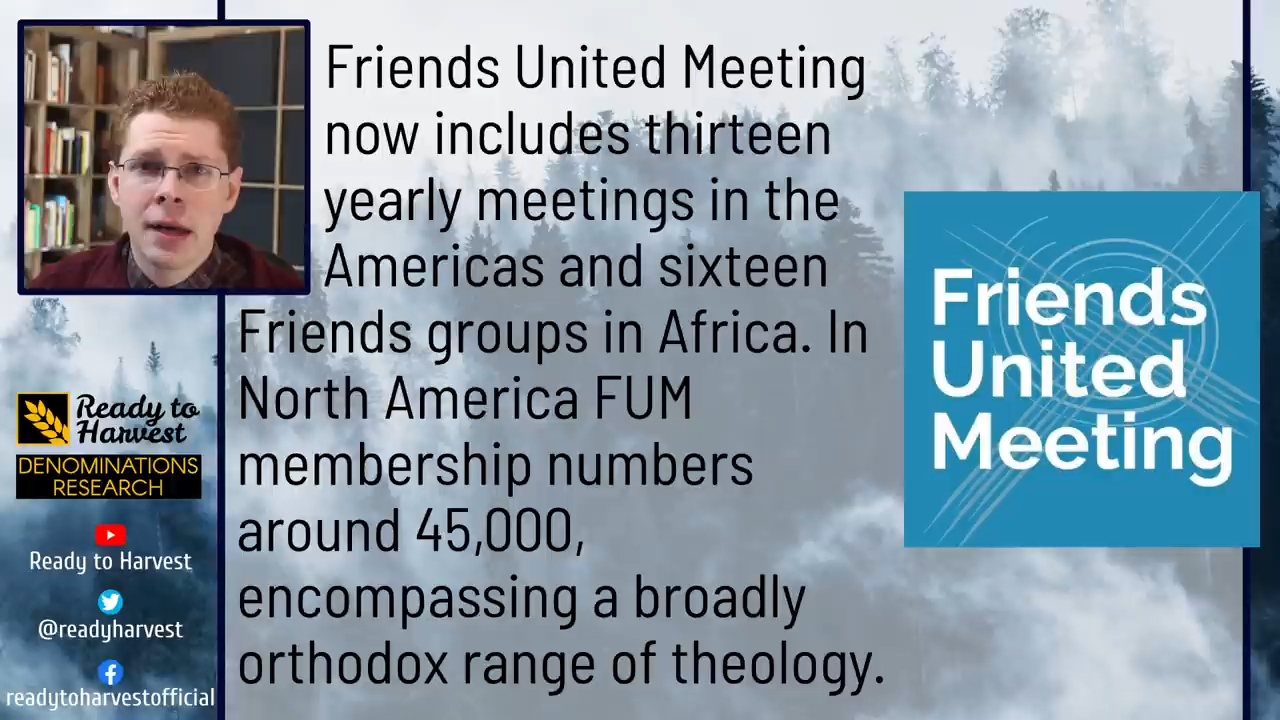 Friends United Meeting
now includes thirteen
yearly meetings in the
Americas and sixteen
Friends groups in Africa. In
North America FUM
membership numbers
around 45,000,
encompassing a broadly
orthodox range of theology.
Friends
United
Meeting
Ready to
Harvest
DENOMINATIONS
RESEARCH
Ready to Harvest
@readyharvest
readytoharvestofficial